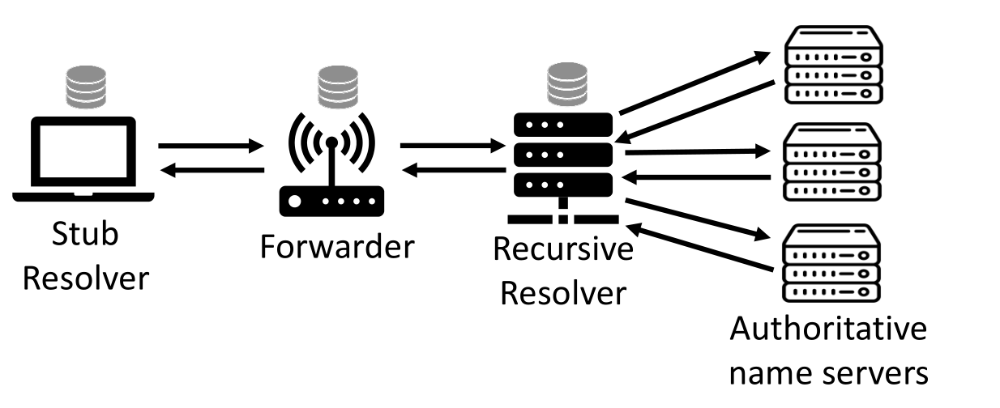 Stub
Resolver
Forwarder
Recursive
Resolver
Authoritative
name servers